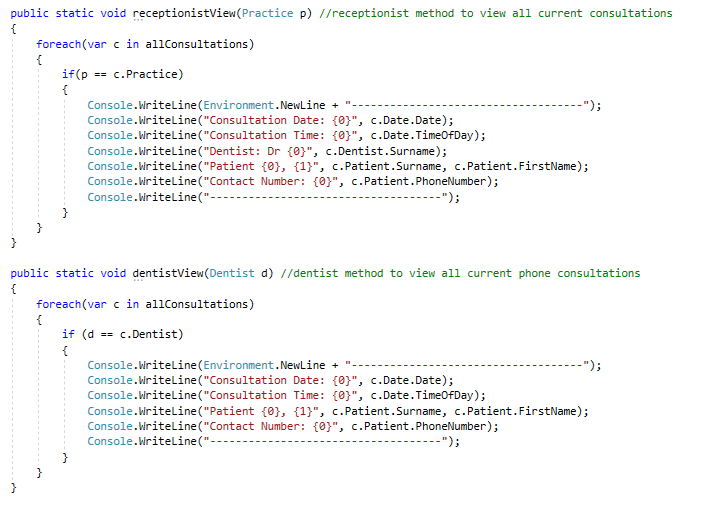 public static void receptionistView(Practice p) //receptionist method to view all current consultations
{
foreach(var c in allConsultations)
{
if(p == c.Practice)
{
Console.WriteLine(Environment.NewLine + "------------------------------------");
Console.WriteLine("Consultation Date: {0}", c.Date.Date);
Console.WriteLine("Consultation Time: {0}", c.Date.TimeOfDay);
Console.WriteLine("Dentist: Dr {0}", c.Dentist.Surname);
Console.WriteLine("Patient {0}, {1}", c.Patient.Surname, c.Patient.FirstName);
Console.WriteLine("Contact Number: {0}", c.Patient.PhoneNumber);
Console.WriteLine("------------------------------------");
}
}
}
public static void dentistView(Dentist d) //dentist method to view all current phone consultations
{
foreach(var c in allConsultations)
{
if (d == c.Dentist)
{
Console.WriteLine(Environment.NewLine + "------------------------------------");
Console.WriteLine("Consultation Date: {0}", c.Date.Date);
Console.WriteLine("Consultation Time: {0}", c.Date.TimeOfDay);
Console.WriteLine("Patient {0}, {1}", c.Patient.Surname, c.Patient.FirstName);
Console.WriteLine("Contact Number: {0}", c.Patient.PhoneNumber);
Console.WriteLine("------------------------------------");
}
}
}